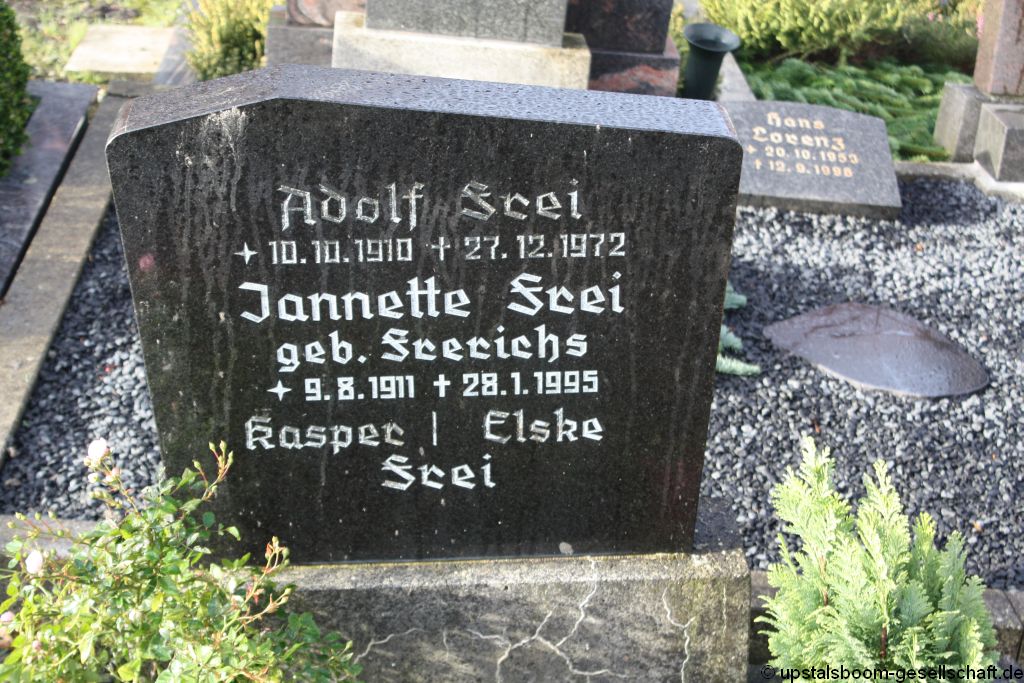 Adolf Frei
✧ 10.10.1910 ✝ 27.12.1972
Jannette Frei
geb. Frerichs
✧ 9.8.1911 ✝ 28.1.1995
Kasper | Elske
Frei
Hans
Lorenz
✧ 20.10.1953
✝ 12.9.1998
© upstalsboom-gesellschaft.de